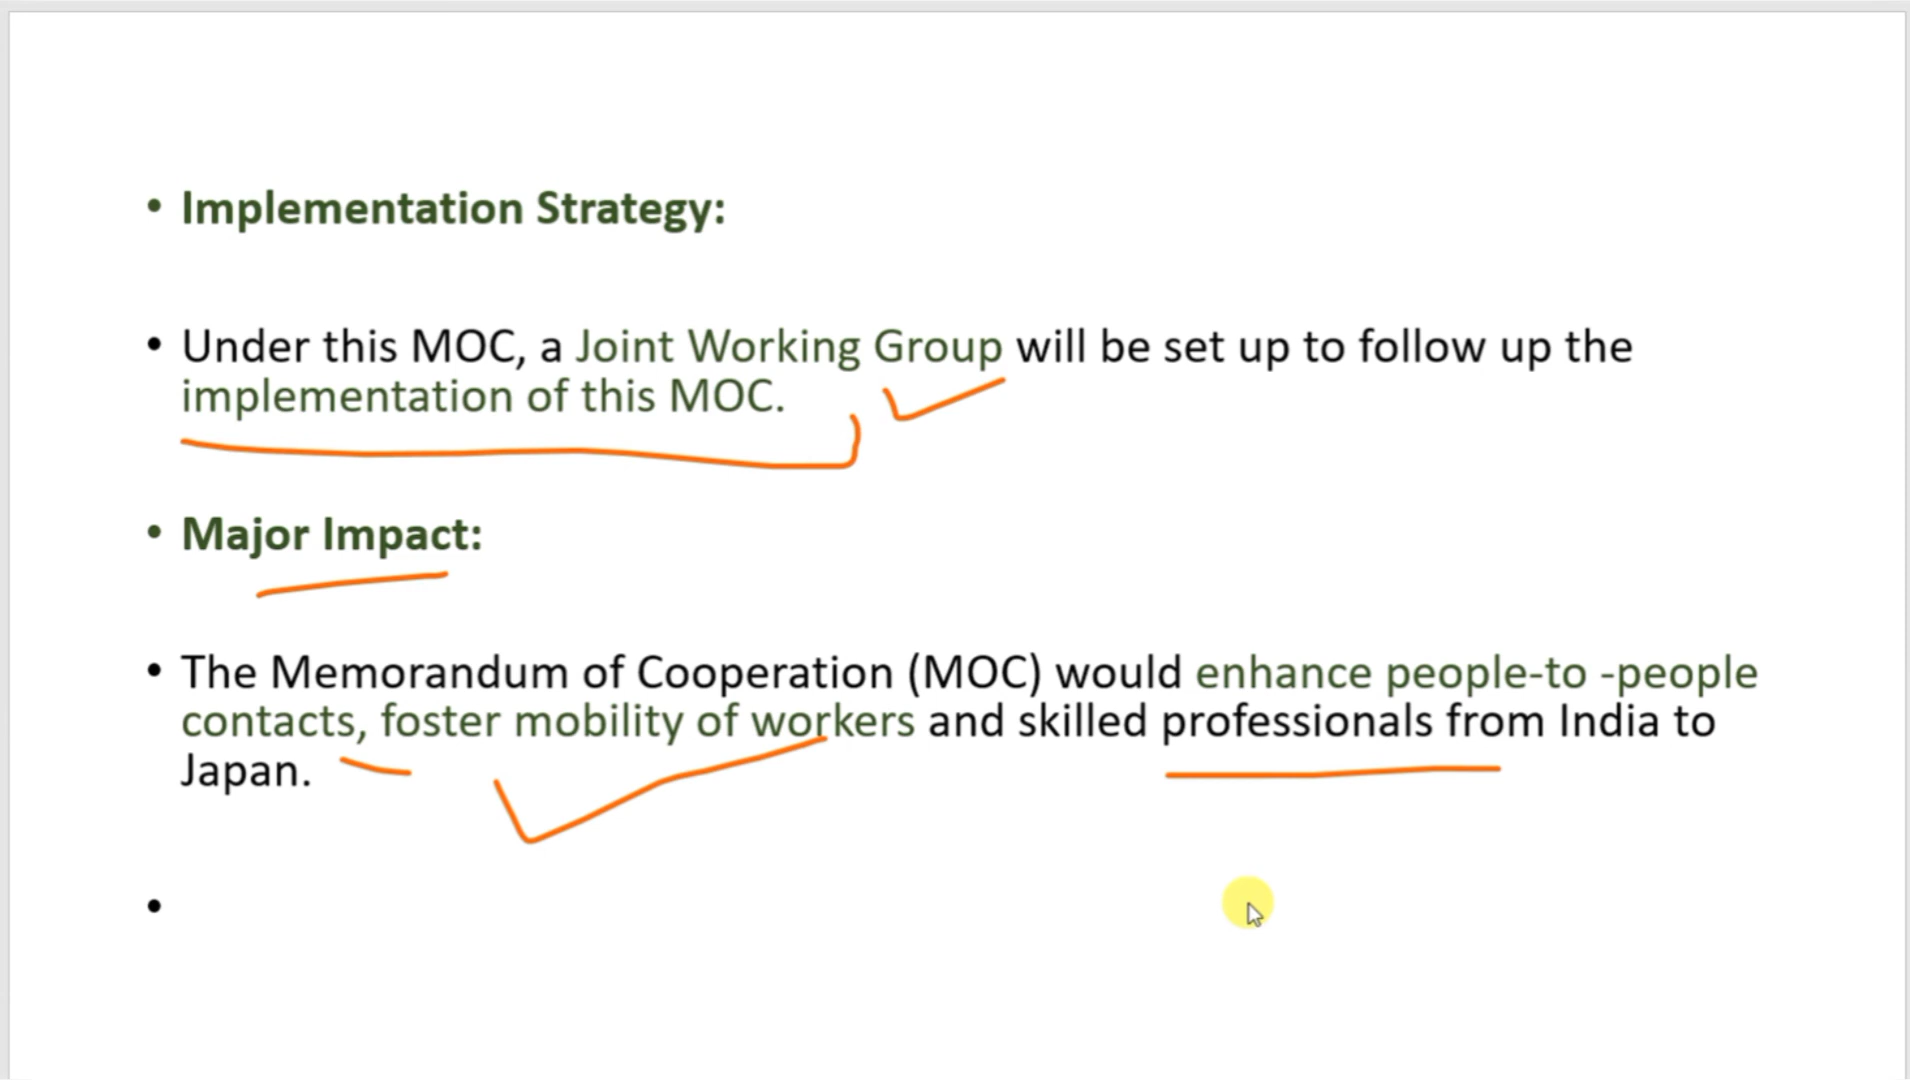 • Implementation Strategy:
• Under this MOC, a Joint Working Group will be set up to follow up the
implementation of this MOC.
• Major Impact:
• The Memorandum of Cooperation (MOC) would enhance people-to -people
contacts, foster mobility of workers and skilled professionals from India to
Japan.
•